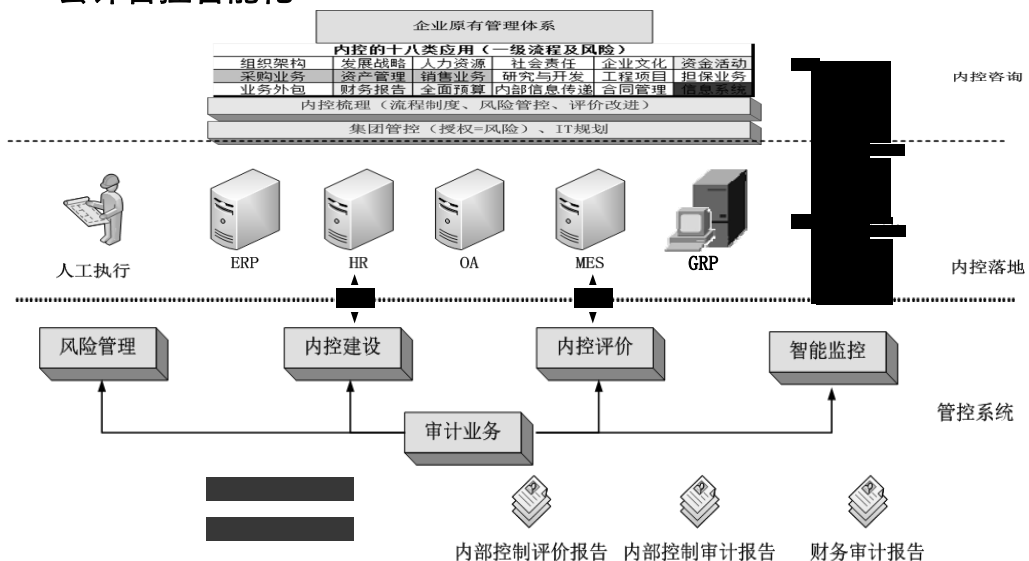 企业原有管理体系
内控的十八类应用（一级流程及风险）
组织架构 发展战略 人力资源 社会责任 企业文化 资金活动
采购业务 资产管理 销售业务 研究与开发 工程项目 担保业务
业务外包 财务报告 全面预算 内部信息传递 合同管理 信息系统
内控梳理（流程制度、风险管控、评价改进）
集团管控（授权=风险）、IT规划
内控咨询
人工执行 ERP HR OA MES GRP
内控落地
风险管理 内控建设 内控评价 智能监控
审计业务
管控系统
内部控制评价报告 内部控制审计报告 财务审计报告